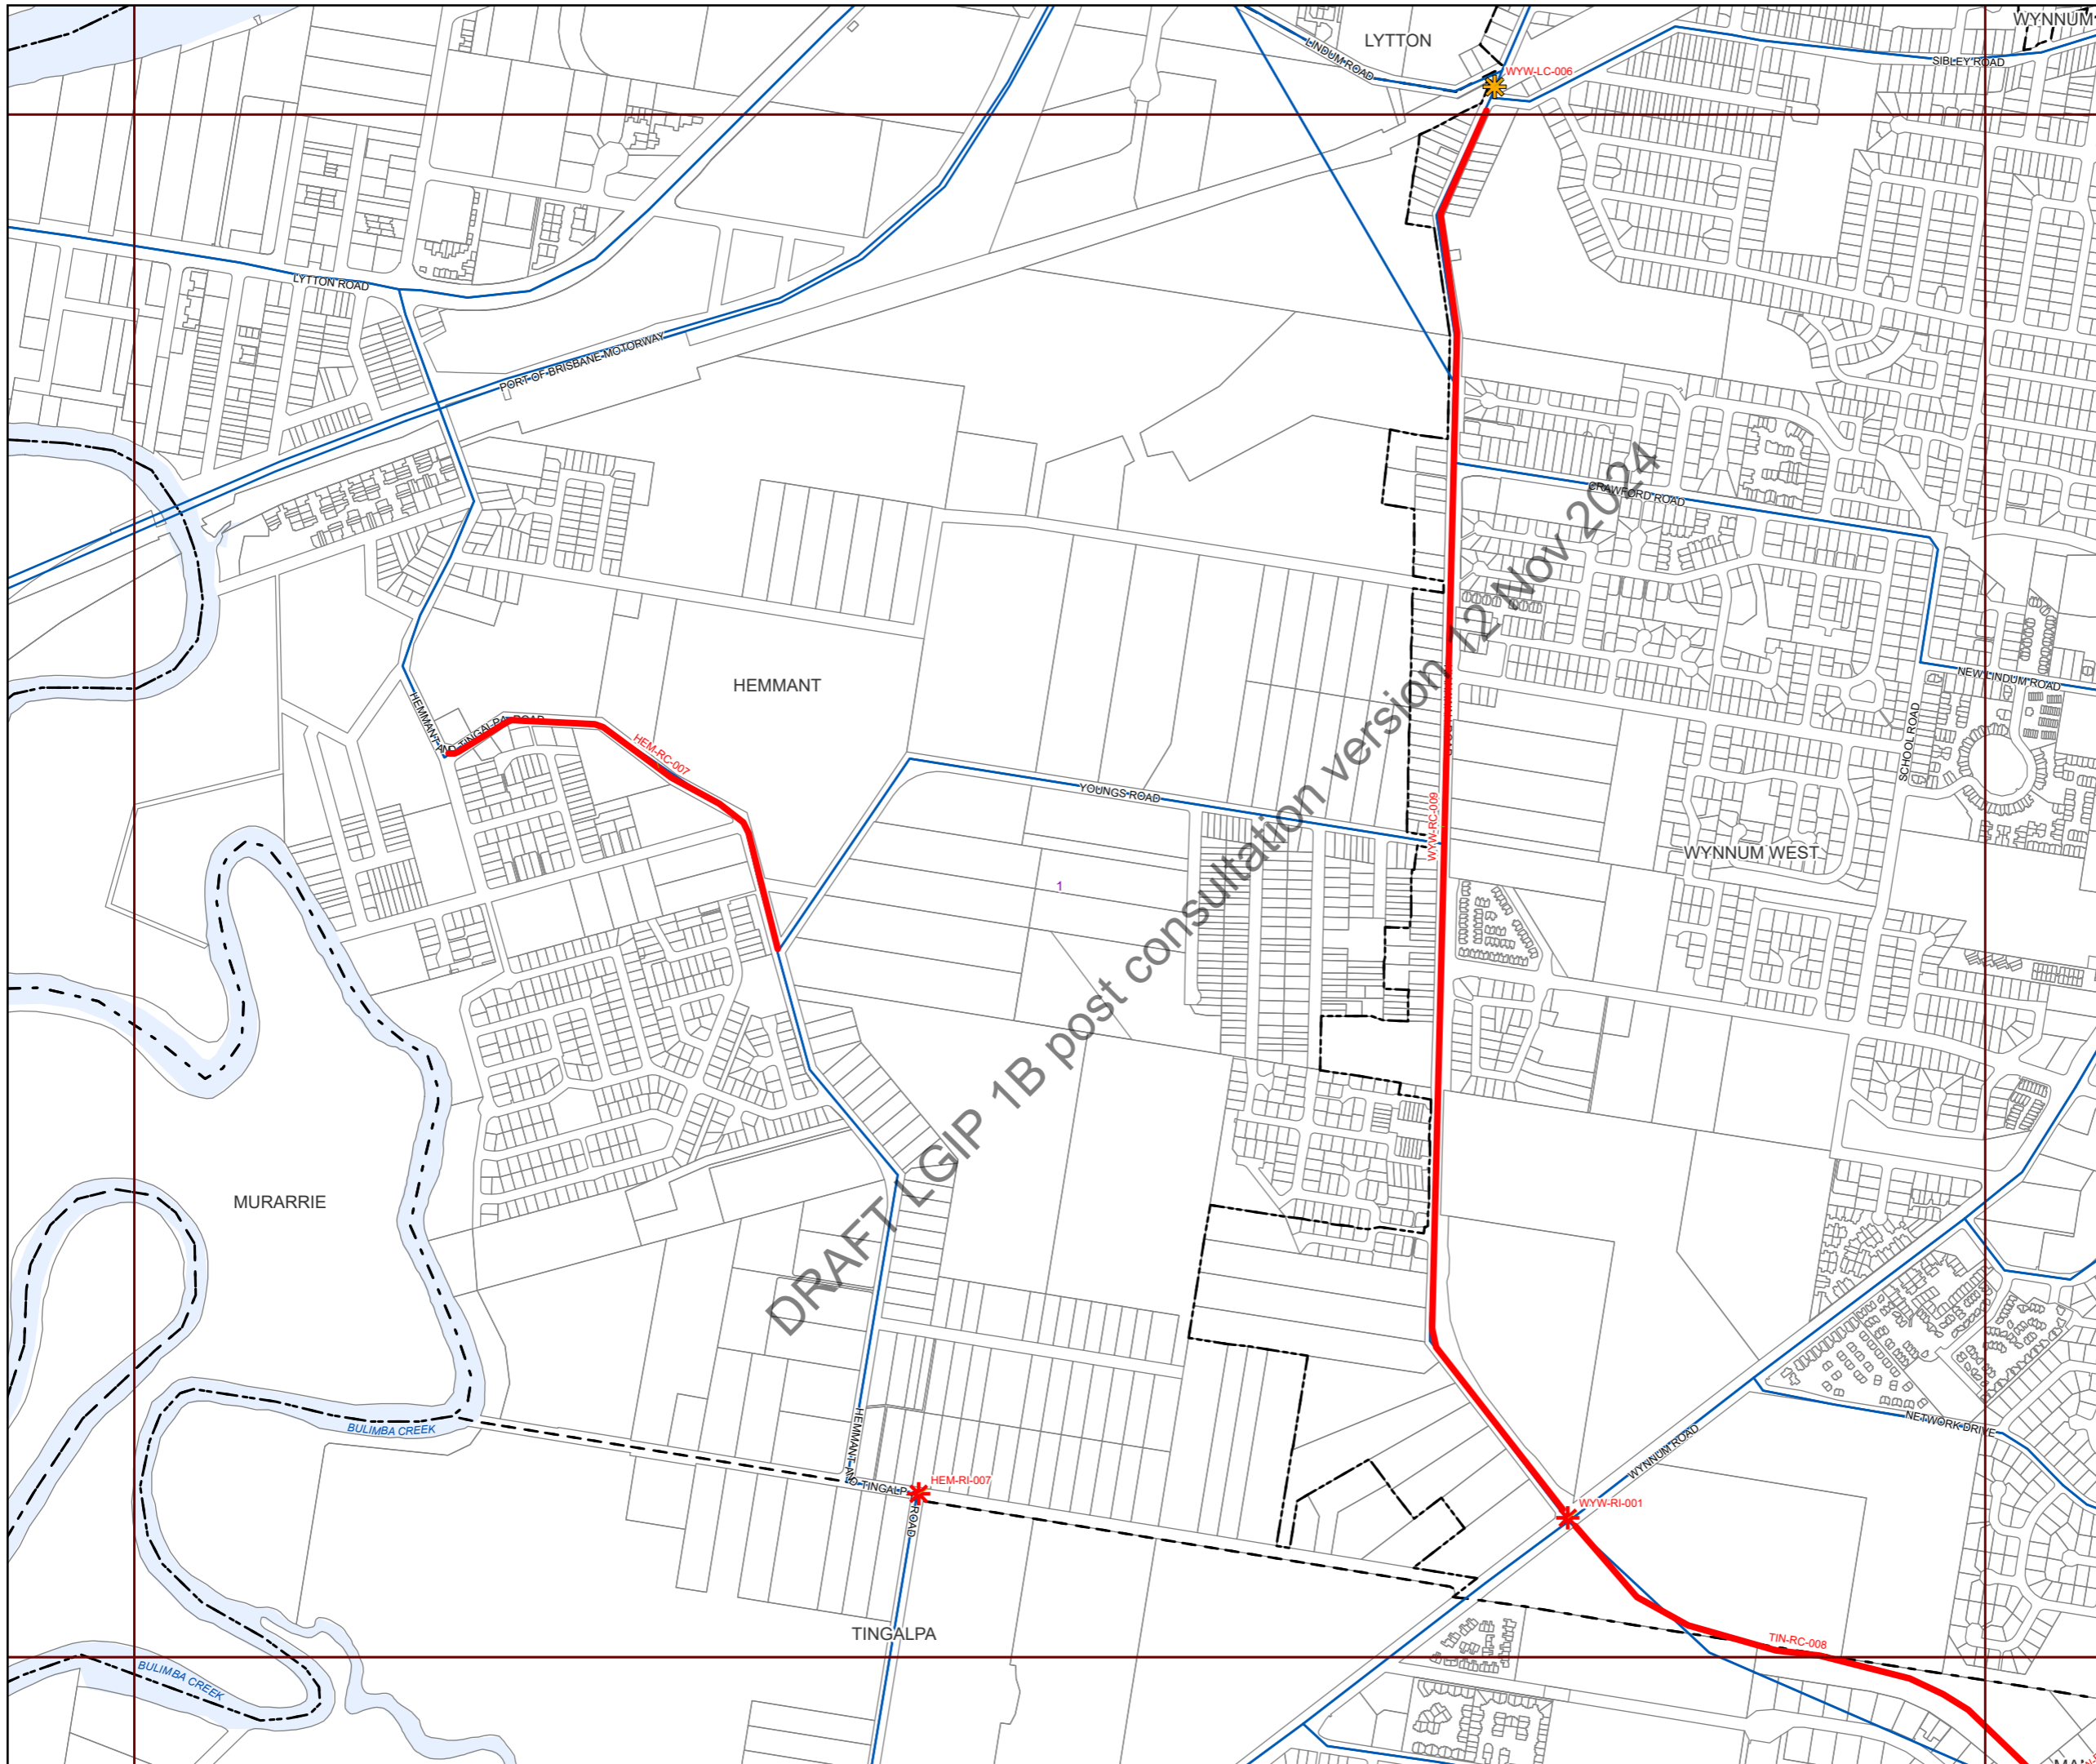 WYNNUM
LYTTON
LINDUM ROAD
WYW-LC-006
SIBLEY ROAD
LYTTON ROAD
PORT OF BRISBANE MOTORWAY
CRAWFORD ROAD
HEMMANT
NEW LINDUM ROAD
SCHOOL ROAD
HEMMANT AND TINGALPA ROAD
HEM-RC-007
YOUNGS ROAD
WYW-RC-009
WYNNUM WEST
1
DRAFT LGIP 1B post consultation version 12 Nov 2024
MURARRIE
BULIMBA CREEK
HEMMANT AND TINGALPA ROAD
HEM-RI-007
WYNNUM ROAD
NETWORK DRIVE
WYW-RI-001
TINGALPA
TIN-RC-008
BULIMBA CREEK